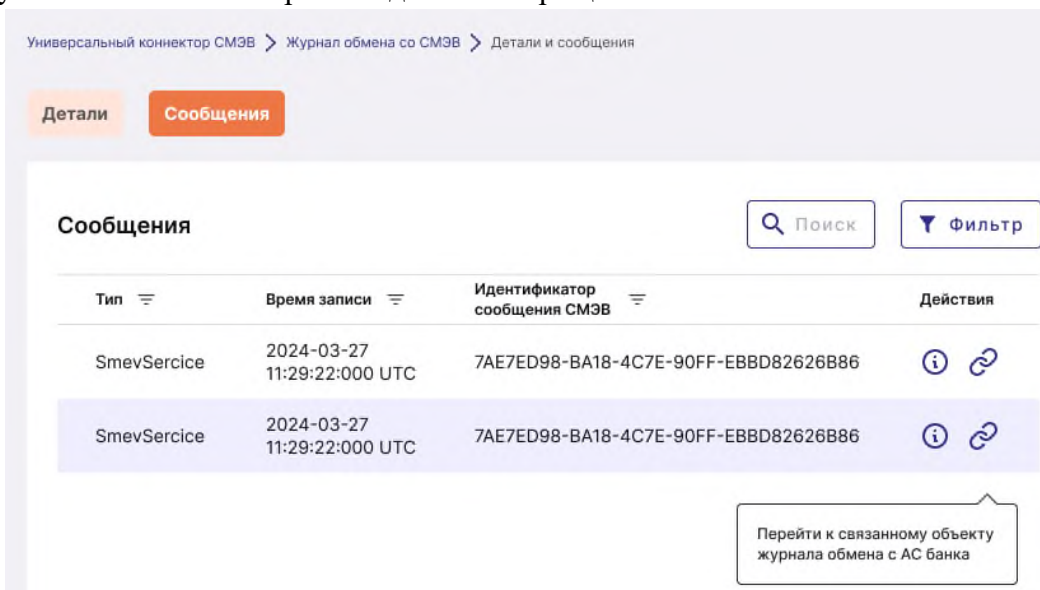 Универсальный коннектор СМЭВ > Журнал обмена со СМЭВ > Детали и сообщения
Детали Сообщения
Сообщения Поиск Фильтр
Тип Время записи Идентификатор сообщения СМЭВ Действия
SmevSercice 2024-03-27 11:29:22:000 UTC 7AE7ED98-BA18-4C7E-90FF-EBBD82626B86
SmevSercice 2024-03-27 11:29:22:000 UTC 7AE7ED98-BA18-4C7E-90FF-EBBD82626B86
Перейти к связанному объекту
журнала обмена с АС банка